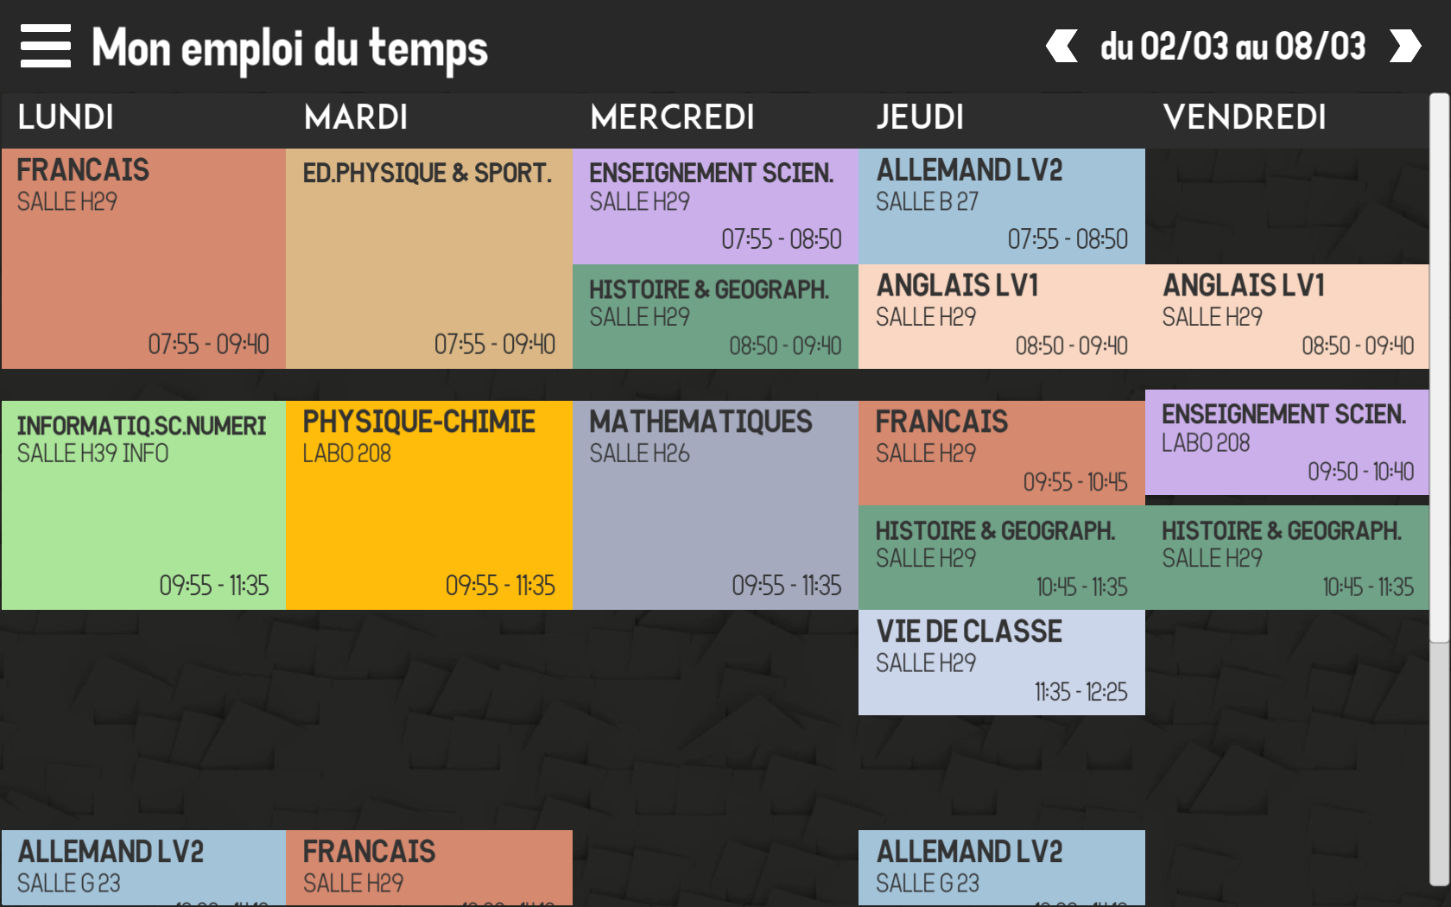 Mon emploi du temps
du 02/03 au 08/03
LUNDI
MARDI
MERCREDI
JEUDI
VENDREDI
FRANCAIS
SALLE H29
07:55 - 09:40
ED.PHYSIQUE & SPORT.
07:55 - 09:40
ENSEIGNEMENT SCIEN.
SALLE H29
07:55 - 08:50
ALLEMAND LV2
SALLE B 27
07:55 - 08:50
HISTOIRE & GEOGRAPH.
SALLE H29
08:50 - 09:40
ANGLAIS LV1
SALLE H29
08:50 - 09:40
ANGLAIS LV1
SALLE H29
08:50 - 09:40
INFORMATIQ.SC.NUMERI
SALLE H39 INFO
09:55 - 11:35
PHYSIQUE-CHIMIE
LABO 208
09:55 - 11:35
MATHEMATIQUES
SALLE H26
09:55 - 11:35
FRANCAIS
SALLE H29
09:55 - 10:45
ENSEIGNEMENT SCIEN.
LABO 208
09:50 - 10:40
HISTOIRE & GEOGRAPH.
SALLE H29
10:45 - 11:35
HISTOIRE & GEOGRAPH.
SALLE H29
10:45 - 11:35
VIE DE CLASSE
SALLE H29
11:35 - 12:25
ALLEMAND LV2
SALLE G 23
FRANCAIS
SALLE H29
ALLEMAND LV2
SALLE G 23